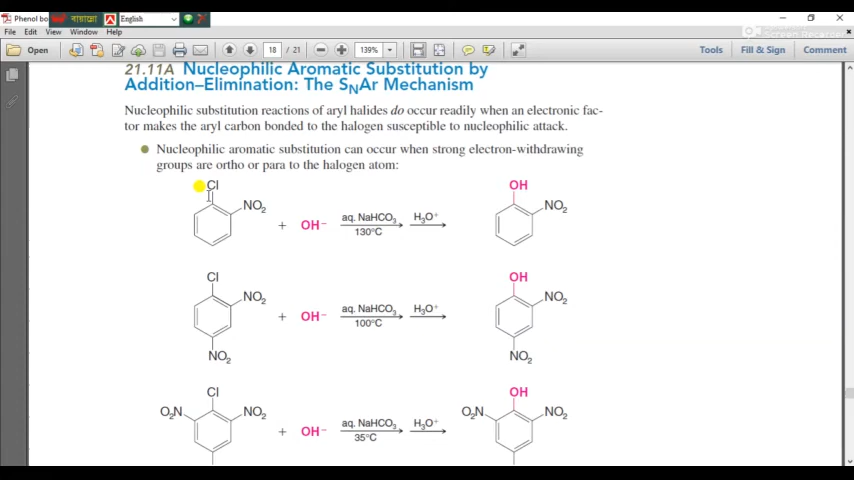 Phenol bo
বায়ান্নো
English
File Edit View Window Help
Open
18 / 21
139%
Tools
Fill & Sign
Comment
Screen Recorder
21.11A Nucleophilic Aromatic Substitution by
Addition–Elimination: The SNAr Mechanism
Nucleophilic substitution reactions of aryl halides do occur readily when an electronic fac-
tor makes the aryl carbon bonded to the halogen susceptible to nucleophilic attack.
Nucleophilic aromatic substitution can occur when strong electron-withdrawing
groups are ortho or para to the halogen atom:
Cl
NO2
+ OH−
aq. NaHCO3
130°C
H3O+
OH
NO2
Cl
NO2
NO2
+ OH−
aq. NaHCO3
100°C
H3O+
OH
NO2
NO2
Cl
O2N
NO2
+ OH−
aq. NaHCO3
35°C
H3O+
OH
O2N
NO2